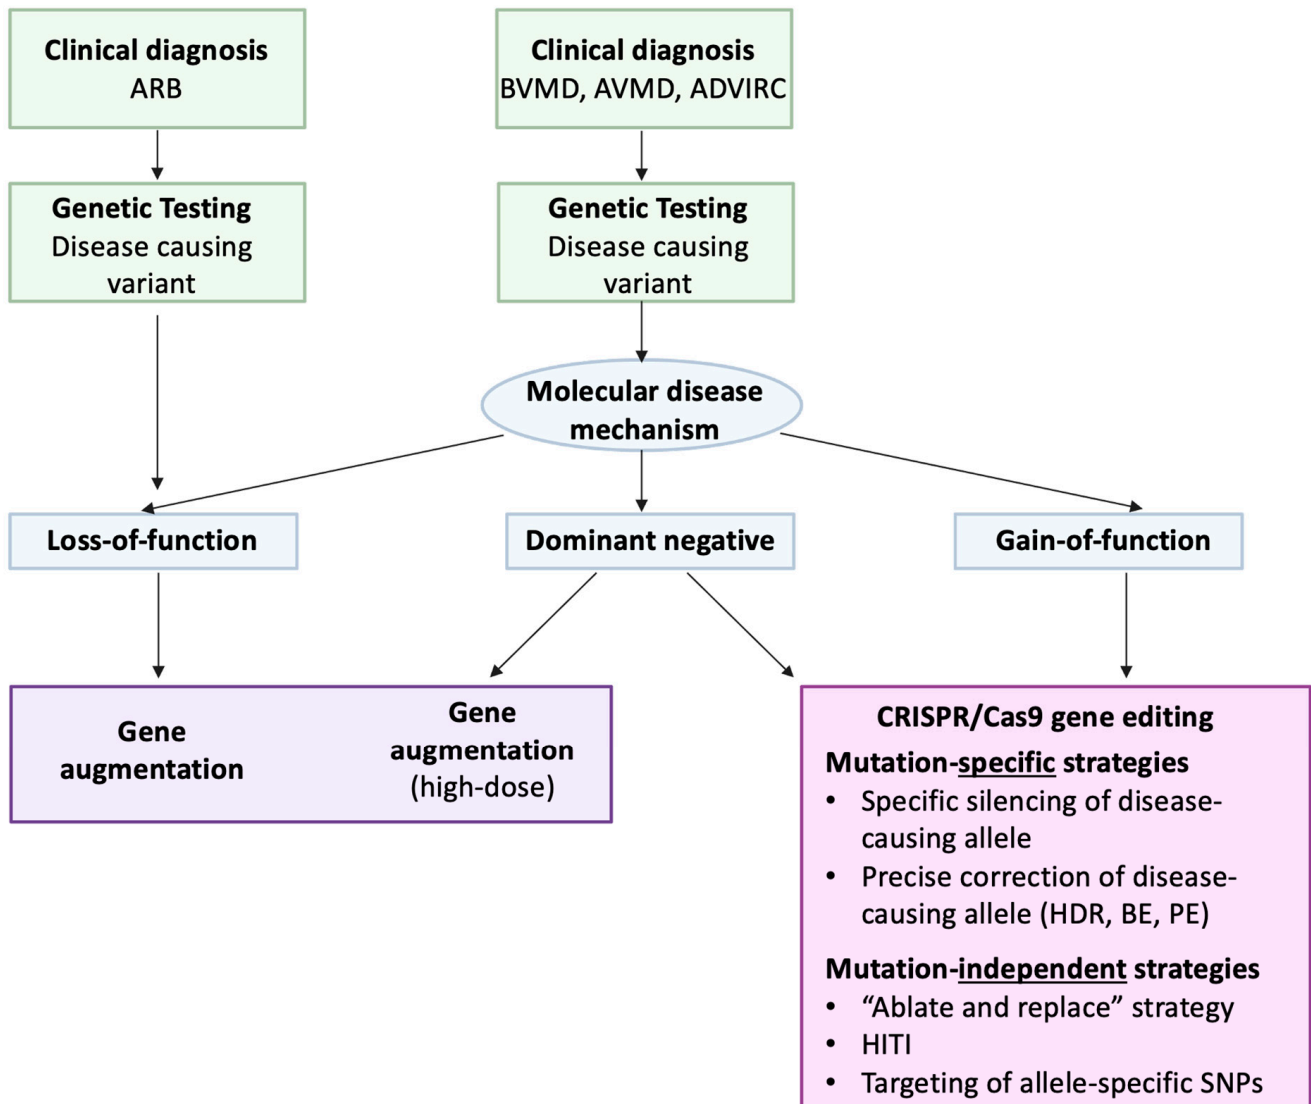 Clinical diagnosis
ARB
Clinical diagnosis
BVMD, AVMD, ADVIRC
Genetic Testing
Disease causing
variant
Genetic Testing
Disease causing
variant
Molecular disease
mechanism
Loss-of-function
Dominant negative
Gain-of-function
Gene
augmentation
Gene
augmentation
(high-dose)
CRISPR/Cas9 gene editing
Mutation-specific strategies
• Specific silencing of disease-
causing allele
• Precise correction of disease-
causing allele (HDR, BE, PE)
Mutation-independent strategies
• “Ablate and replace” strategy
• HITI
• Targeting of allele-specific SNPs